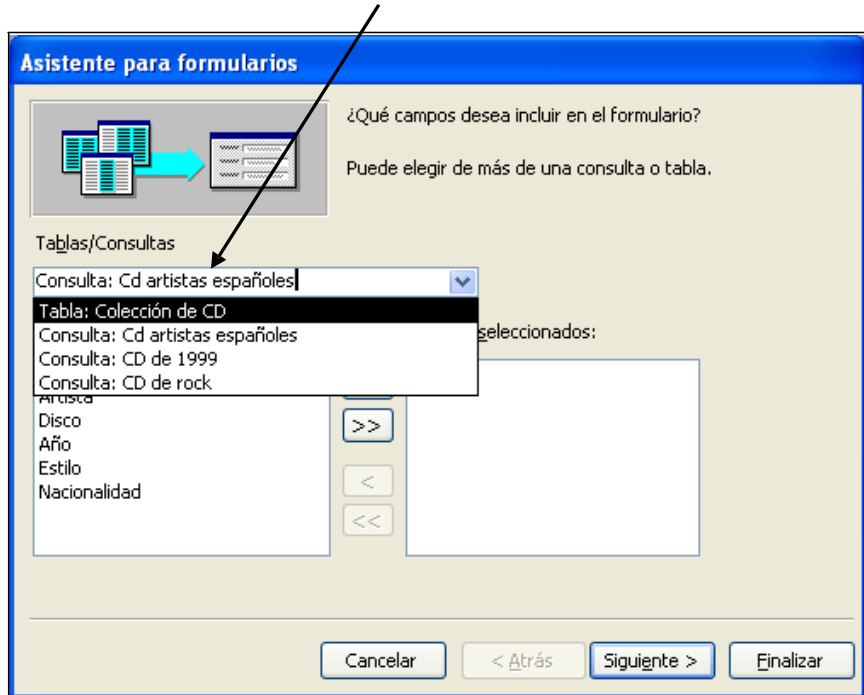 Asistente para formularios
¿Qué campos desea incluir en el formulario?
Puede elegir de más de una consulta o tabla.
Tablas/Consultas
Consulta: Cd artistas españoles
Tabla: Colección de CD
Consulta: Cd artistas españoles
Consulta: CD de 1999
Consulta: CD de rock
seleccionados:
Artista
Disco
Año
Estilo
Nacionalidad
>>
<
<<
Cancelar
< Atrás
Siguiente >
Finalizar